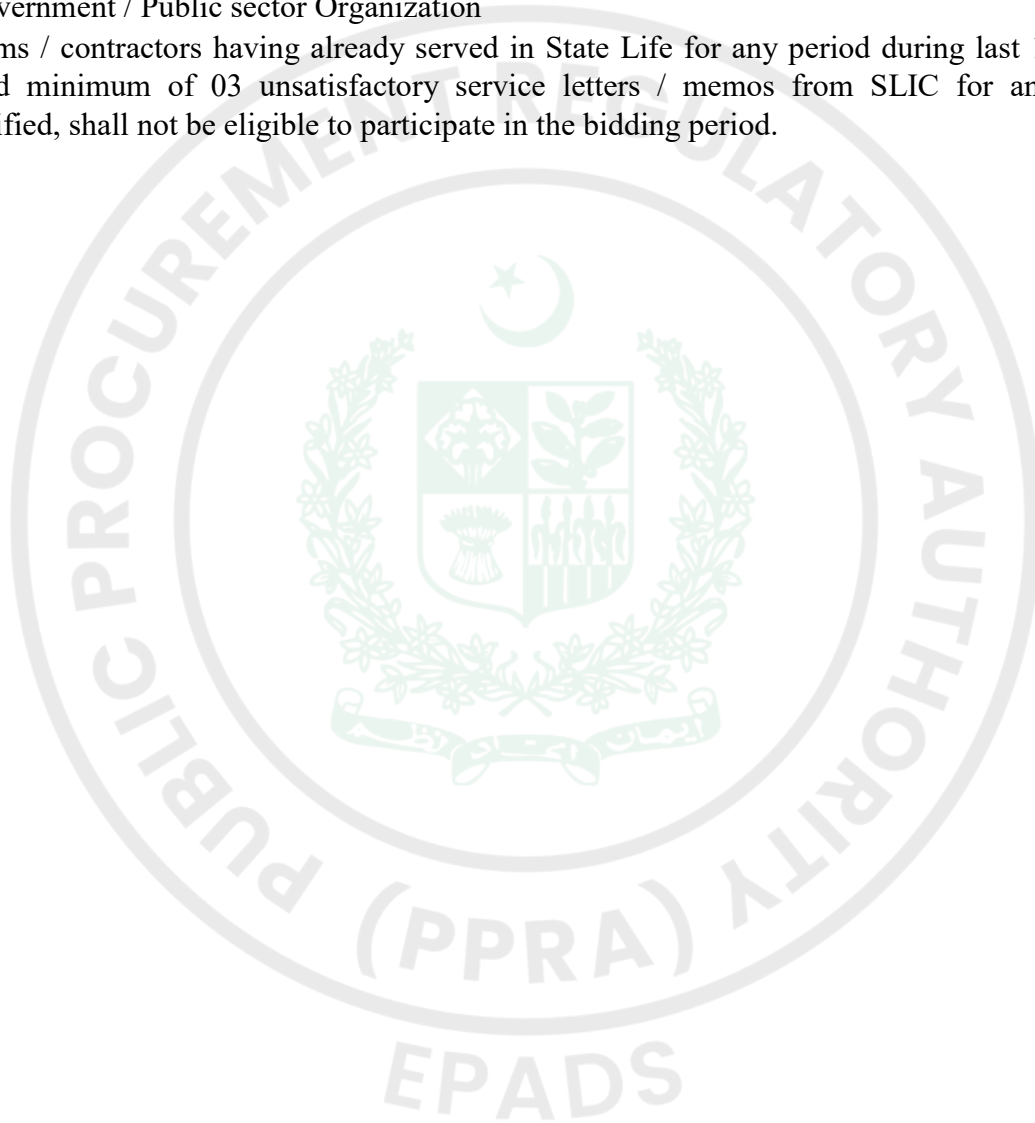 vernment / Public sector Organization
ms / contractors having already served in State Life for any period during last
d minimum of 03 unsatisfactory service letters / memos from SLIC for an
ified, shall not be eligible to participate in the bidding period.
PUBLIC PROCUREMENT REGULATORY AUTHORITY
(PPRA)
EPADS